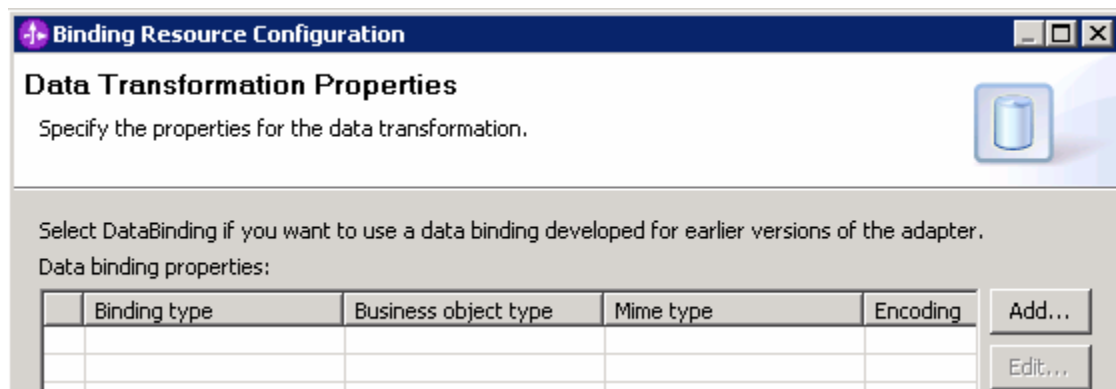 Binding Resource Configuration
Data Transformation Properties
Specify the properties for the data transformation.
Select DataBinding if you want to use a data binding developed for earlier versions of the adapter.
Data binding properties:
Binding type Business object type Mime type Encoding Add...
Edit...